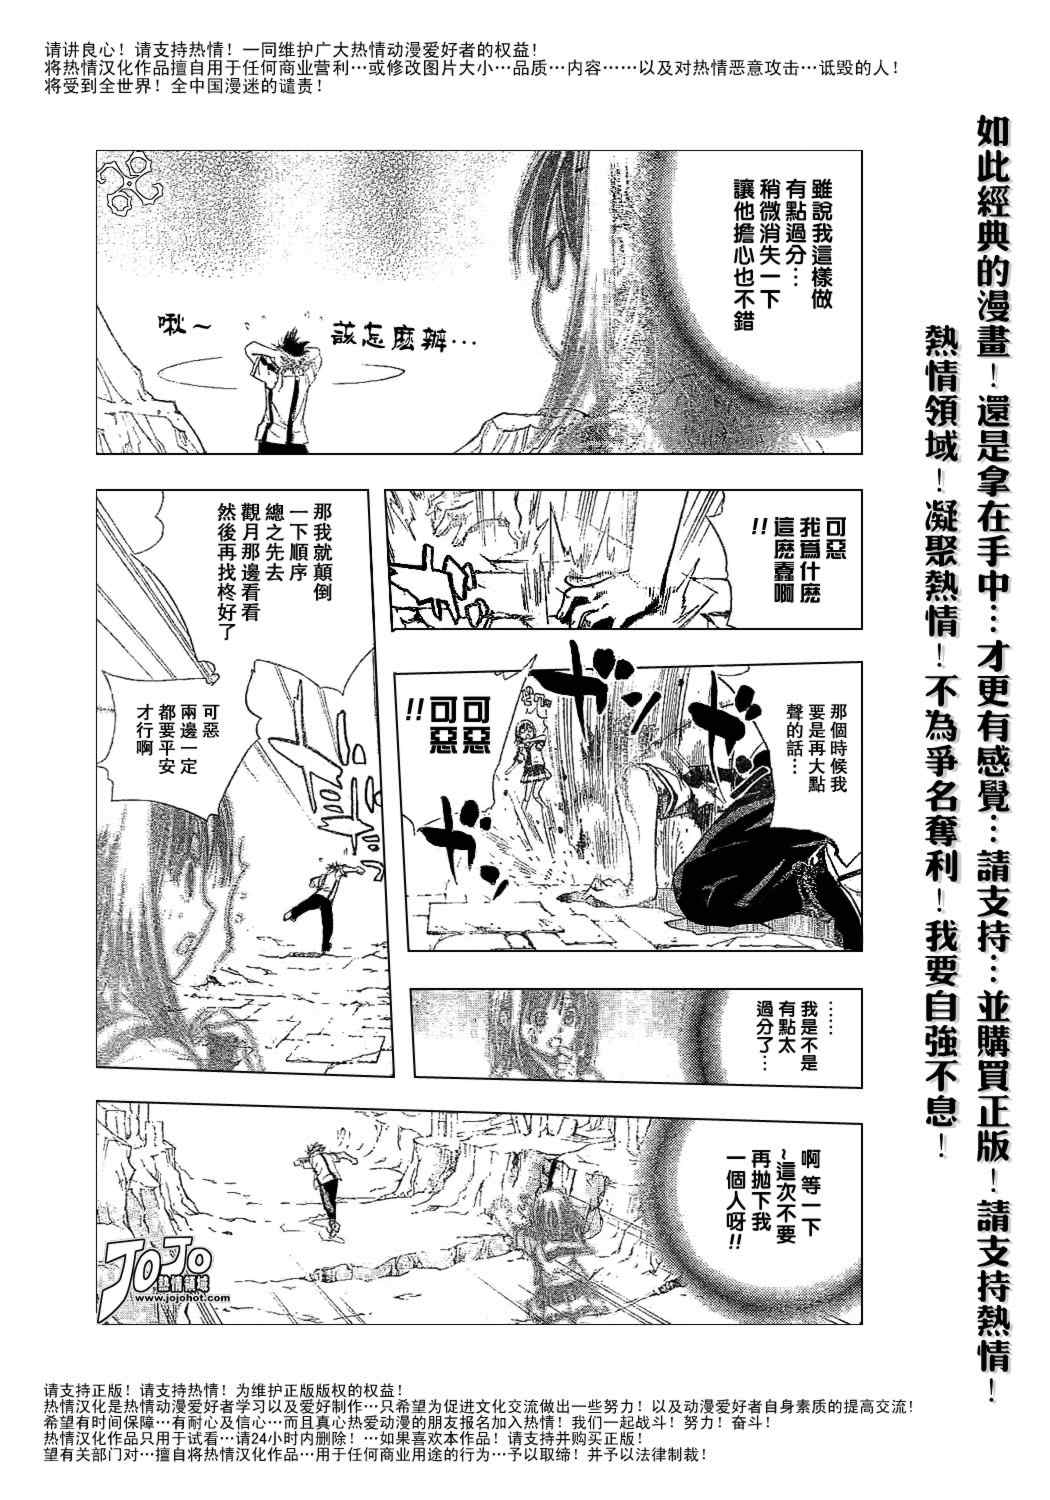 请讲良心！请支持热情！一同维护广大热情动漫爱好者的权益！
将热情汉化作品擅自用于任何商业营利…或修改图片大小…品质…内容……以及对热情恶意攻击…诋毁的人！
将受到全世界！全中国漫迷的谴责！
如此經典的漫畫！還是拿在手中…才更有感覺…請支持…並購買正版！請支持熱情！
熱情領域！凝聚熱情！不為爭名奪利！我要自強不息！
雖說我這樣做
有點過分…
稍微消失一下
讓他擔心也不錯
該怎麼辦…
啾～
可惡
我爲什麽
這麽蠢啊
!!
那個時候我
要是再大點
聲的話…
可惡
可惡
!!
那我就顛倒
一下順序
總之先去
觀月那邊看看
然後再找柊好了
可惡
兩邊一定
都要平安
才行啊
……
我是不是
有點太
過分了…
啊 等一下
~這次不要
再拋下我
一個人呀!!
JOJO
熱情領域
www.jojohot.com
请支持正版！请支持热情！为维护正版版权的权益！
热情汉化是热情动漫爱好者学习以及爱好制作…只希望为促进文化交流做出一些努力！以及动漫爱好者自身素质的提高交流！
希望有时间保障…有耐心及信心…而且真心热爱动漫的朋友报名加入热情！我们一起战斗！努力！奋斗！
热情汉化作品只用于试看…请24小时内删除！…如果喜欢本作品！请支持并购买正版！
望有关部门对…擅自将热情汉化作品…用于任何商业用途的行为…予以取缔！并予以法律制裁！